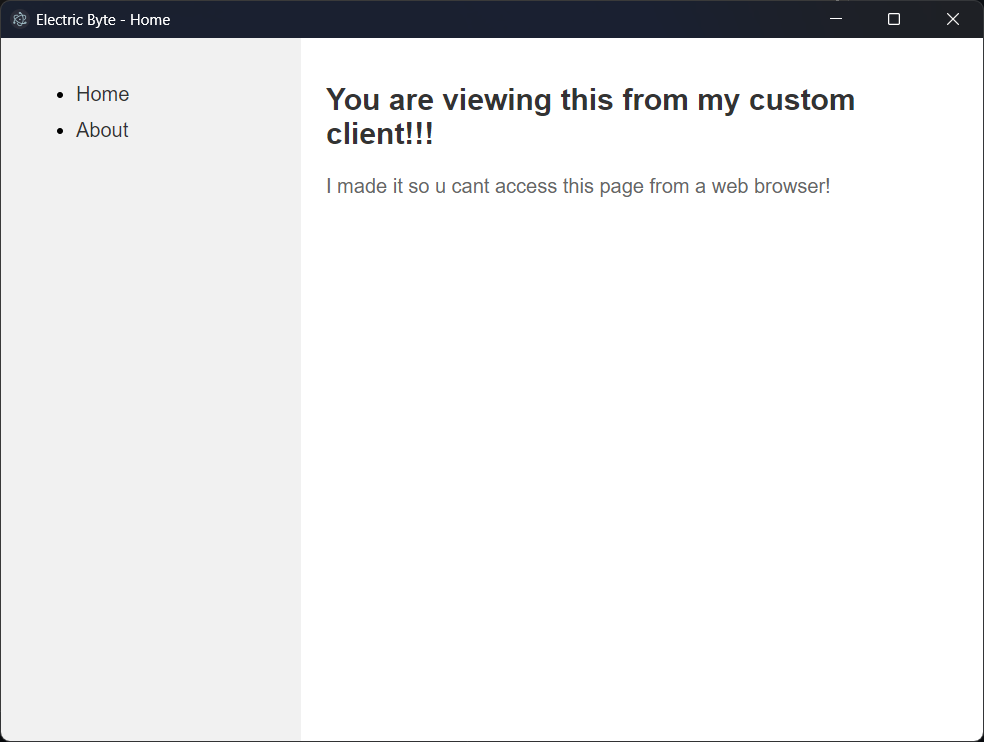 Electric Byte - Home
Home
About
You are viewing this from my custom
client!!!
I made it so u cant access this page from a web browser!